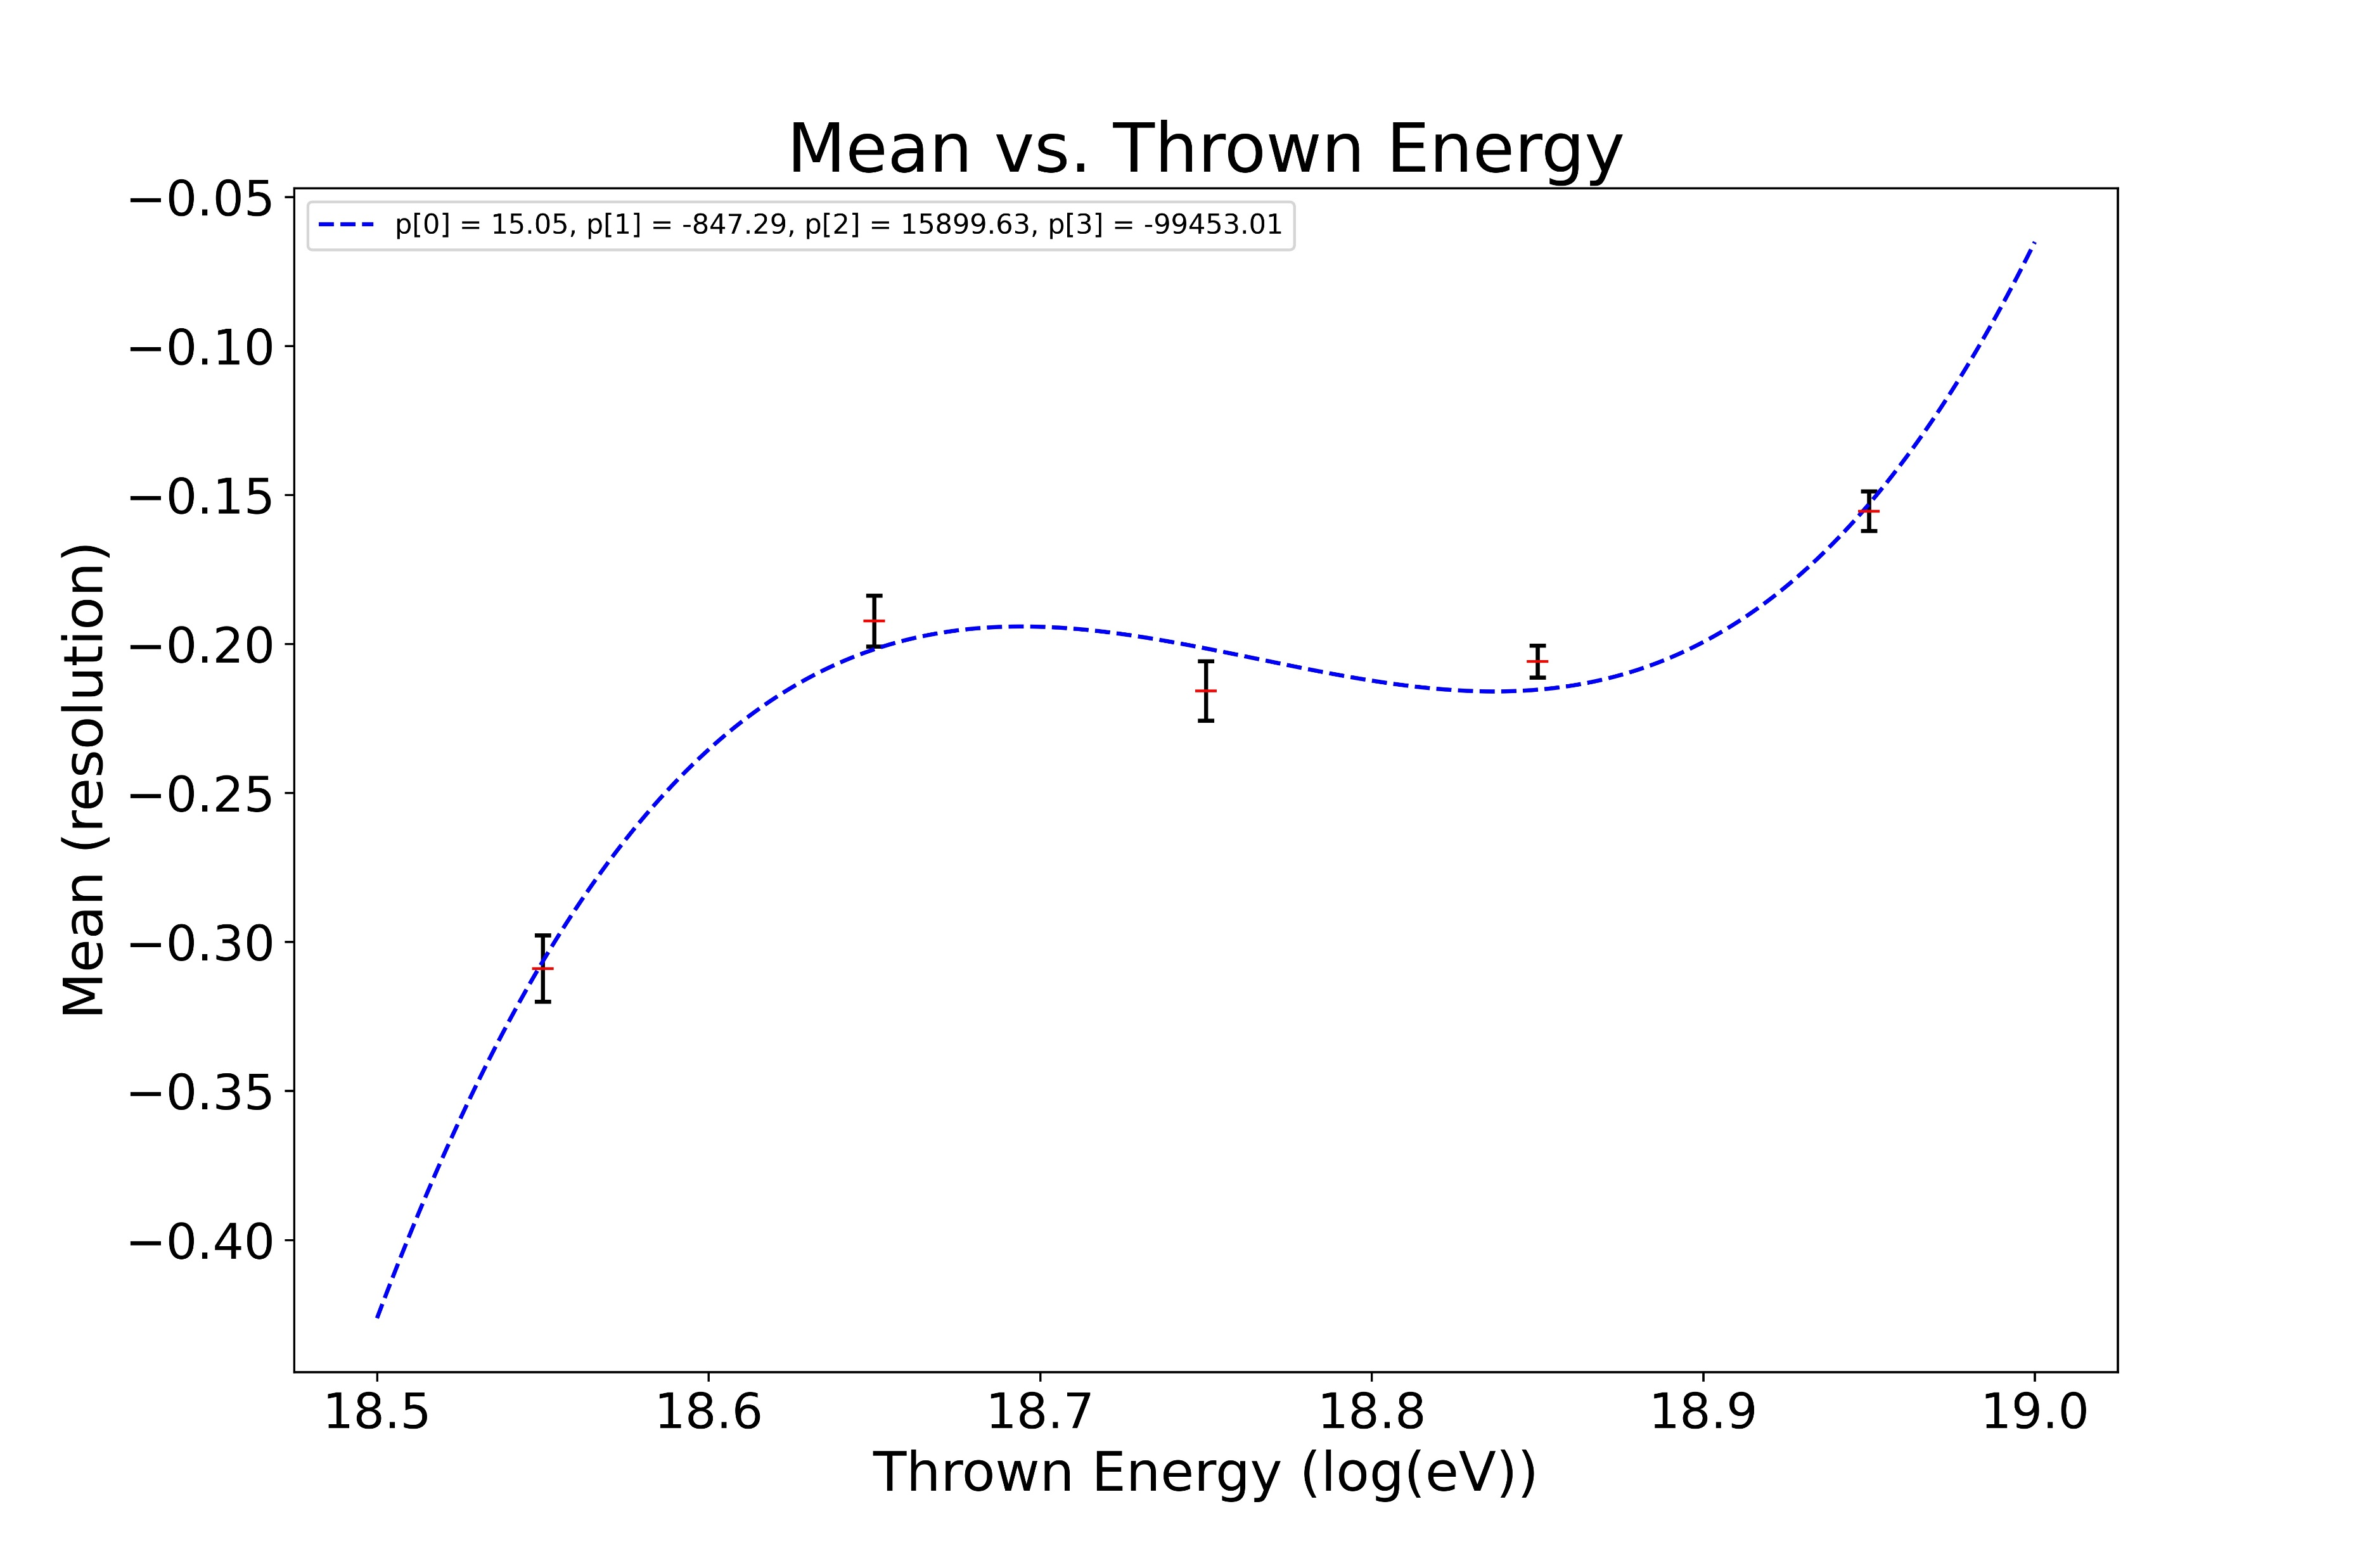 Mean vs. Thrown Energy
p[0] = 15.05, p[1] = -847.29, p[2] = 15899.63, p[3] = -99453.01
−0.05
−0.10
−0.15
−0.20
−0.25
−0.30
−0.35
−0.40
Mean (resolution)
18.5 18.6 18.7 18.8 18.9 19.0
Thrown Energy (log(eV))